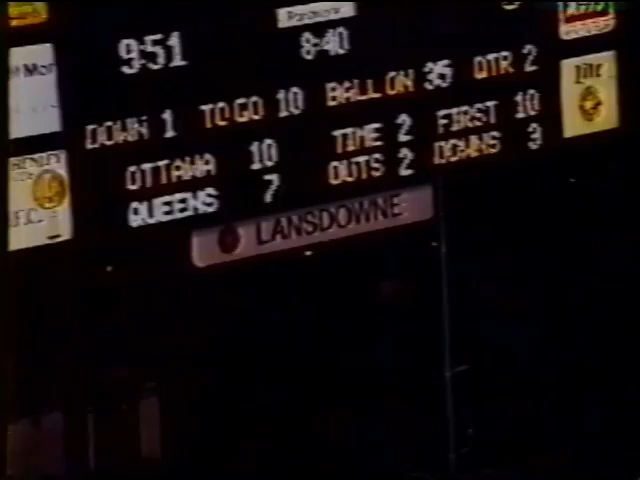 9:51 8:40
DOWN 1 TO GO 10 BALL ON 35 QTR 2
Lite
OTTAWA 10 TIME 2 FIRST 10
QUEENS 7 OUTS 2 DOWNS 3
LANSDOWNE